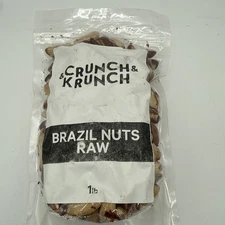 &CRUNCH&
&KRUNCH
BRAZIL NUTS
RAW
1lb